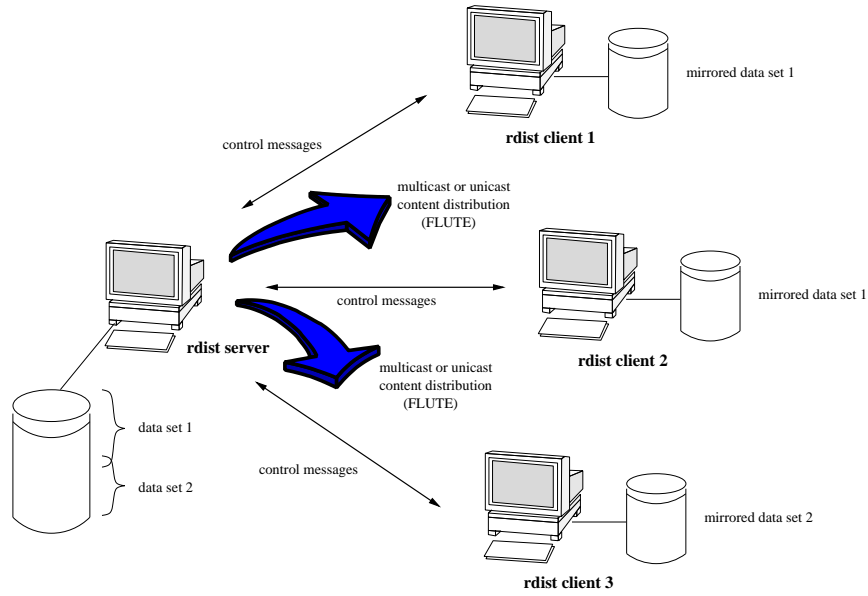 mirrored data set 1
rdist client 1
control messages
multicast or unicast
content distribution
(FLUTE)
control messages
mirrored data set 1
rdist client 2
rdist server
multicast or unicast
content distribution
(FLUTE)
data set 1
control messages
data set 2
mirrored data set 2
rdist client 3